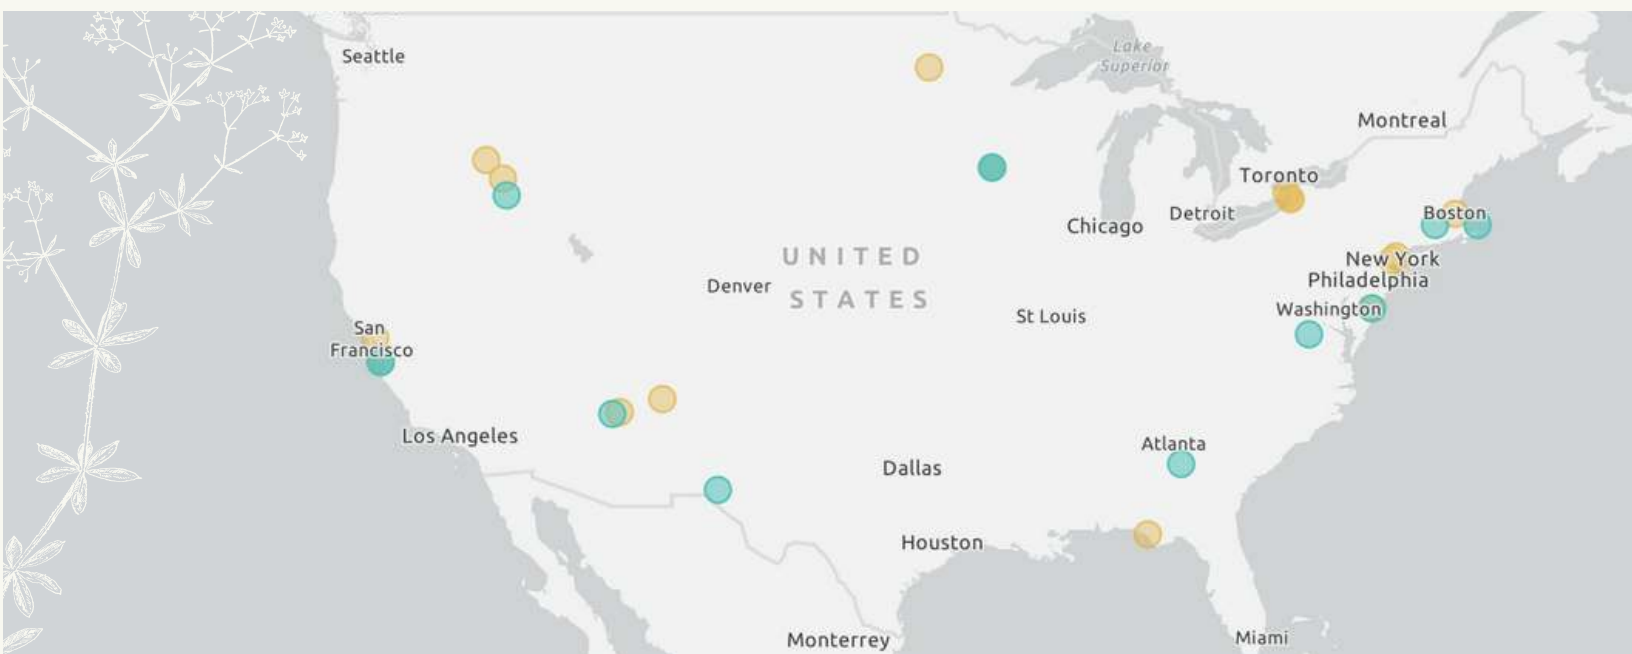 Seattle
Lake
Superior
Montreal
Toronto
Boston
Detroit
Chicago
New York
UNITED
Philadelphia
Denver
STATES
Washington
St Louis
San
Francisco
Los Angeles
Atlanta
Dallas
Houston
Monterrey
Miami